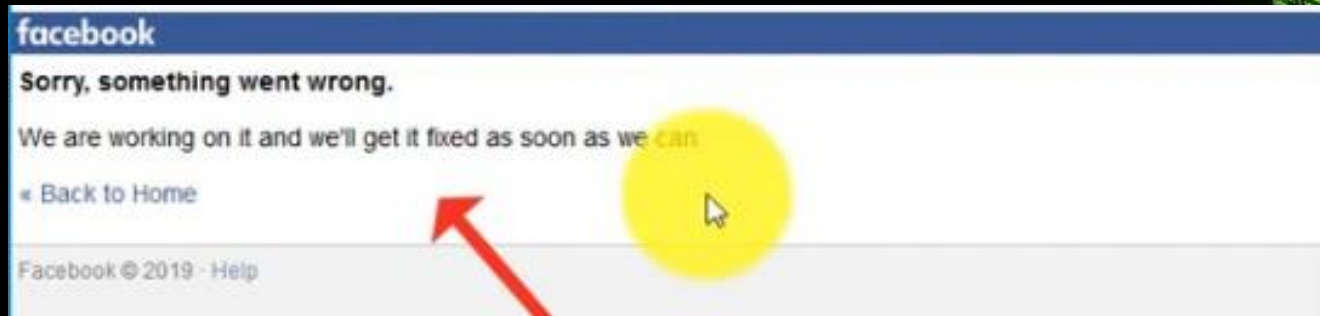 facebook
Sorry, something went wrong.
We are working on it and we'll get it fixed as soon as we can
« Back to Home
Facebook © 2019 · Help